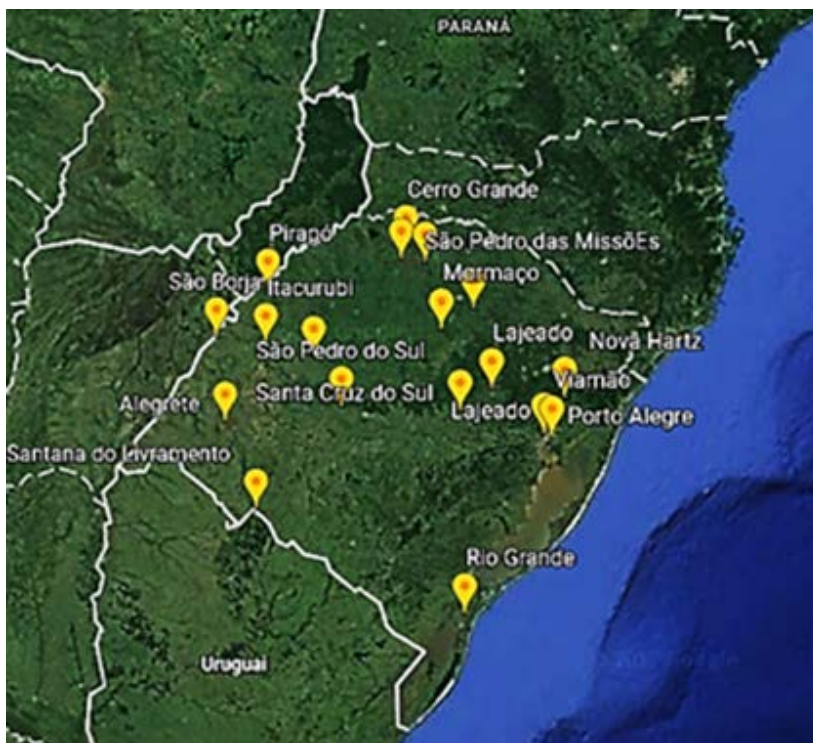 PARANÁ
Cerro Grande
Pirapó
São Pedro das MissõEs
São Borja
Itacurubi
Mormaço
Lajeado
Nova Hartz
São Pedro do Sul
Viamão
Santa Cruz do Sul
Alegrete
Lajeado
Porto Alegre
Santana do Livramento
Rio Grande
Uruguai